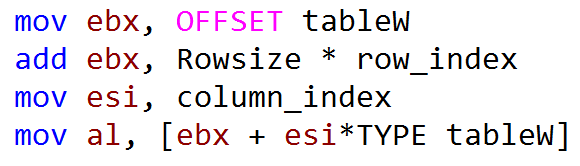 mov ebx, OFFSET tableW
add ebx, Rowsize * row_index
mov esi, column_index
mov al, [ebx + esi*TYPE tableW]